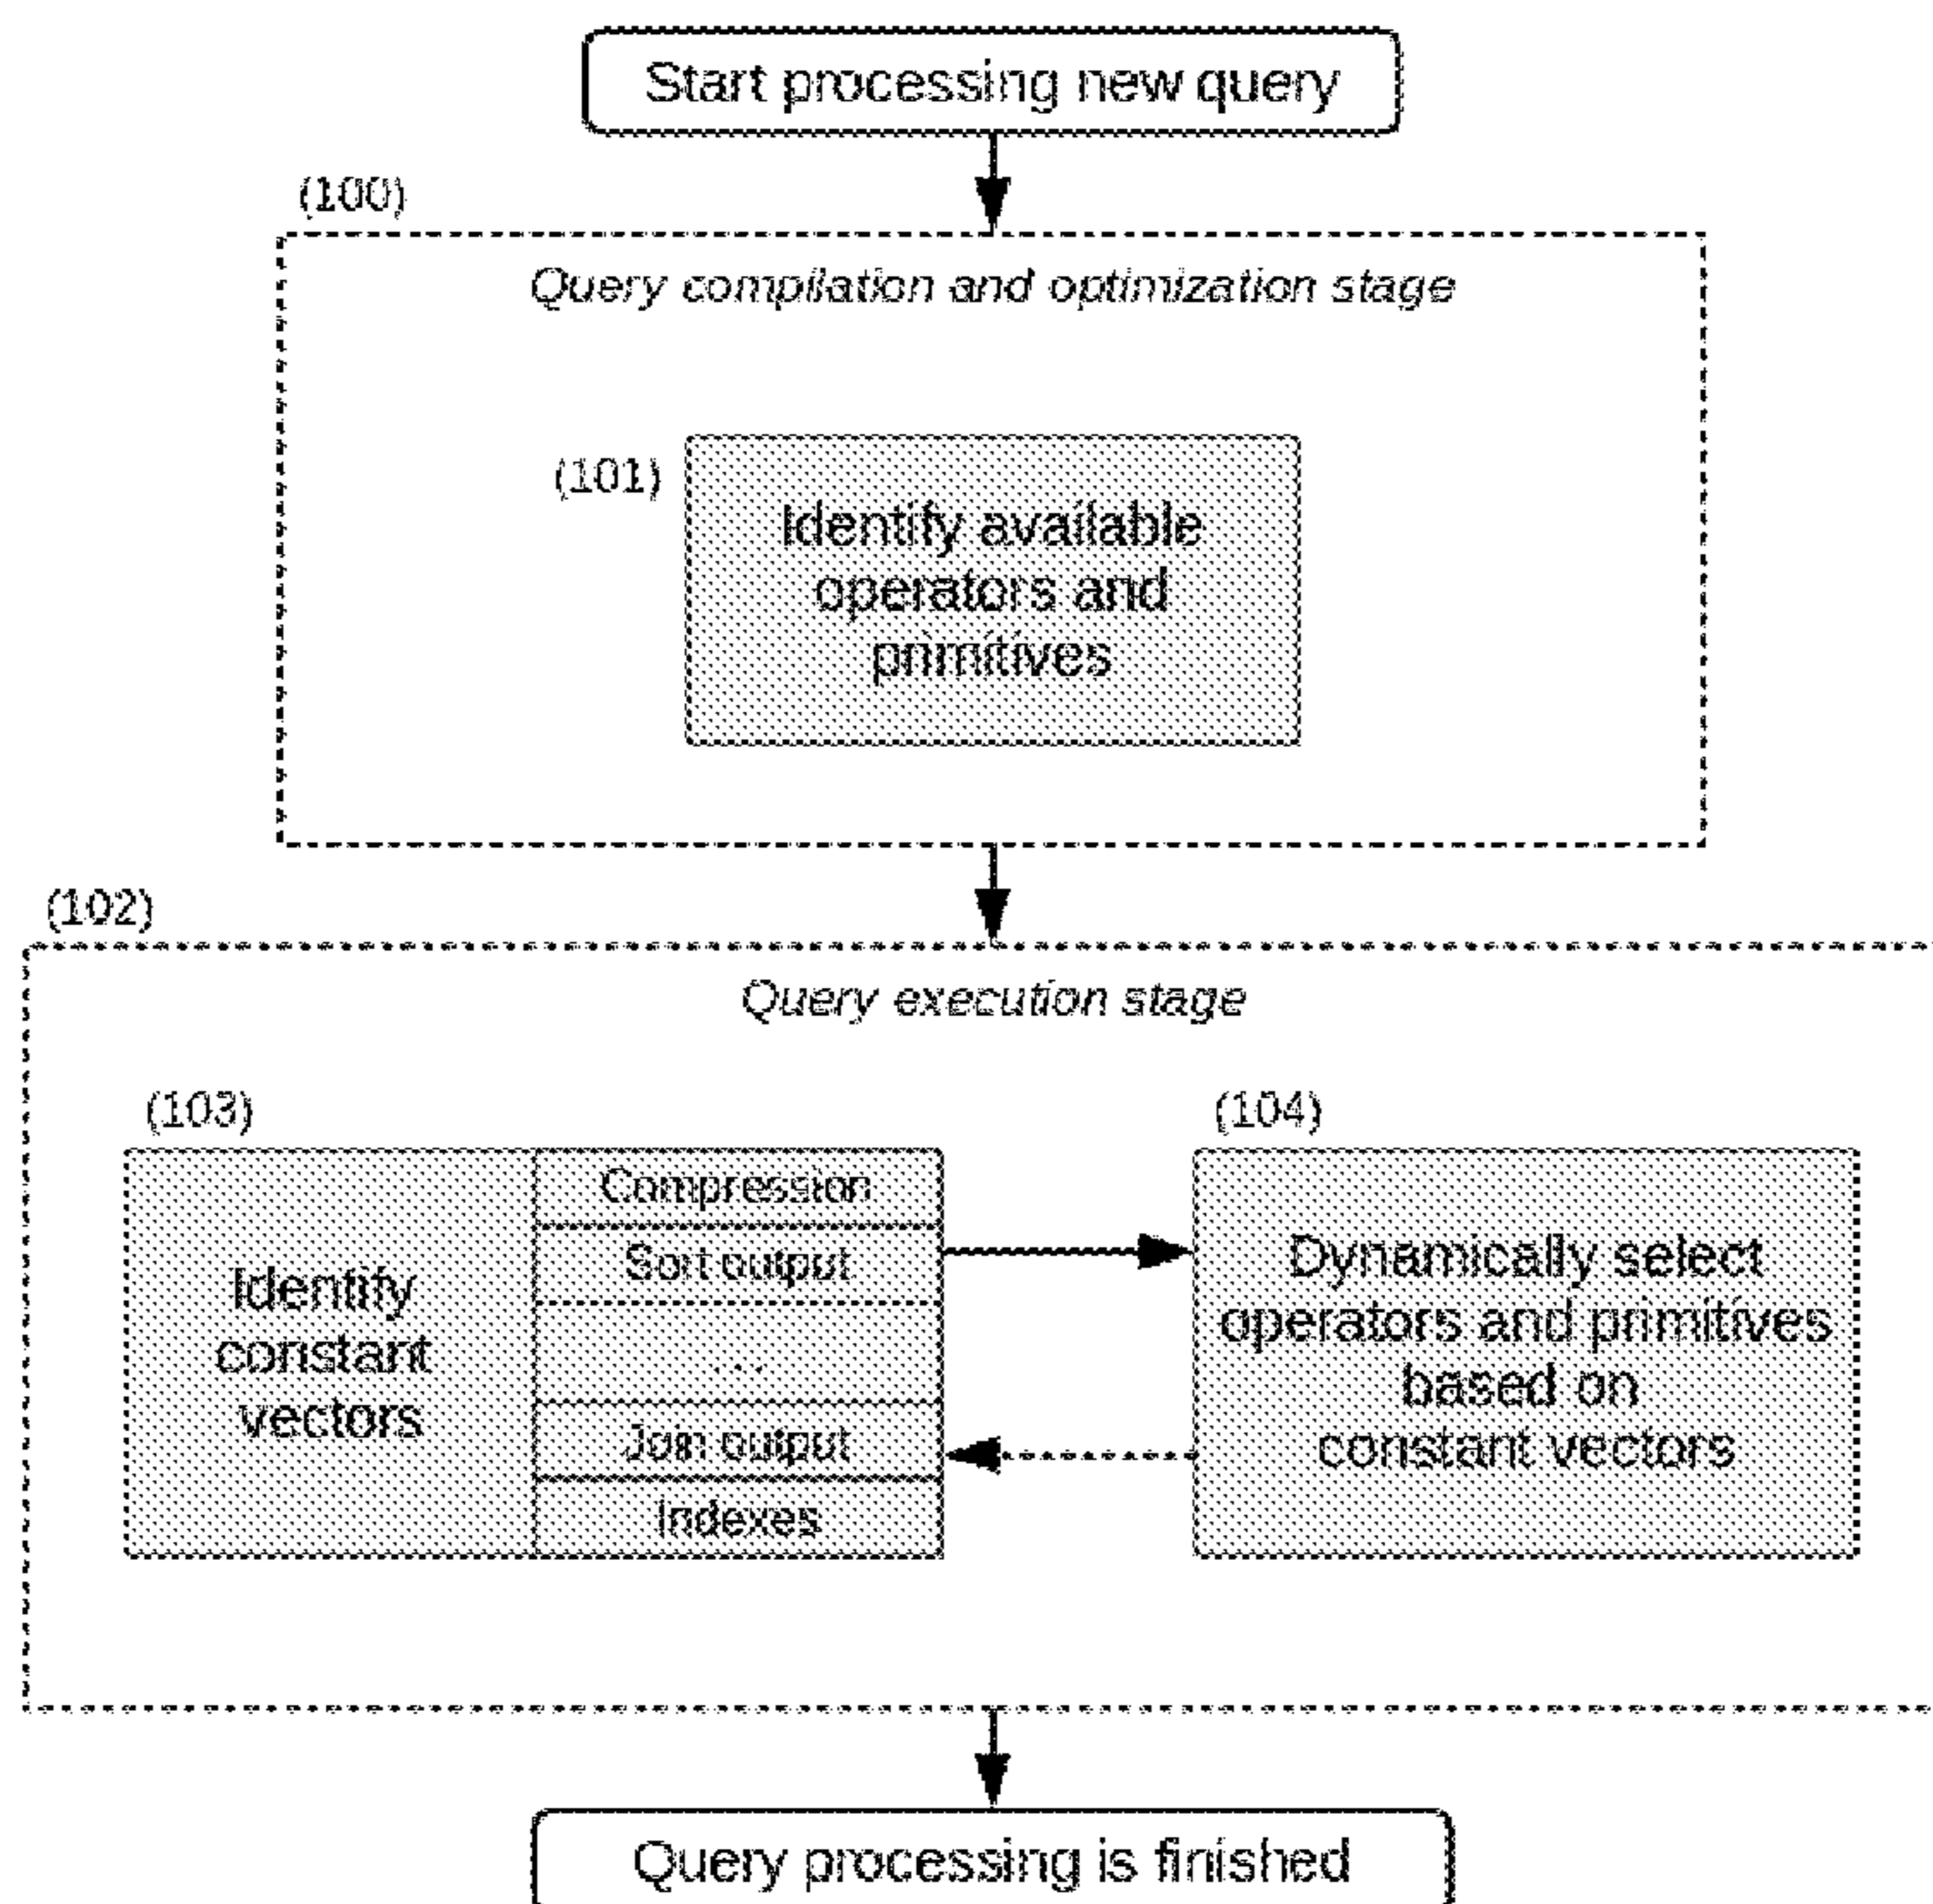 Start processing new query
(100)
Query compilation and optimization stage
(101)
Identify available
operators and
primitives
(102)
Query execution stage
(103)
(104)
Identify
constant
vectors
Compression
Sort output
...
Join output
Indexes
Dynamically select
operators and primitives
based on
constant vectors
Query processing is finished